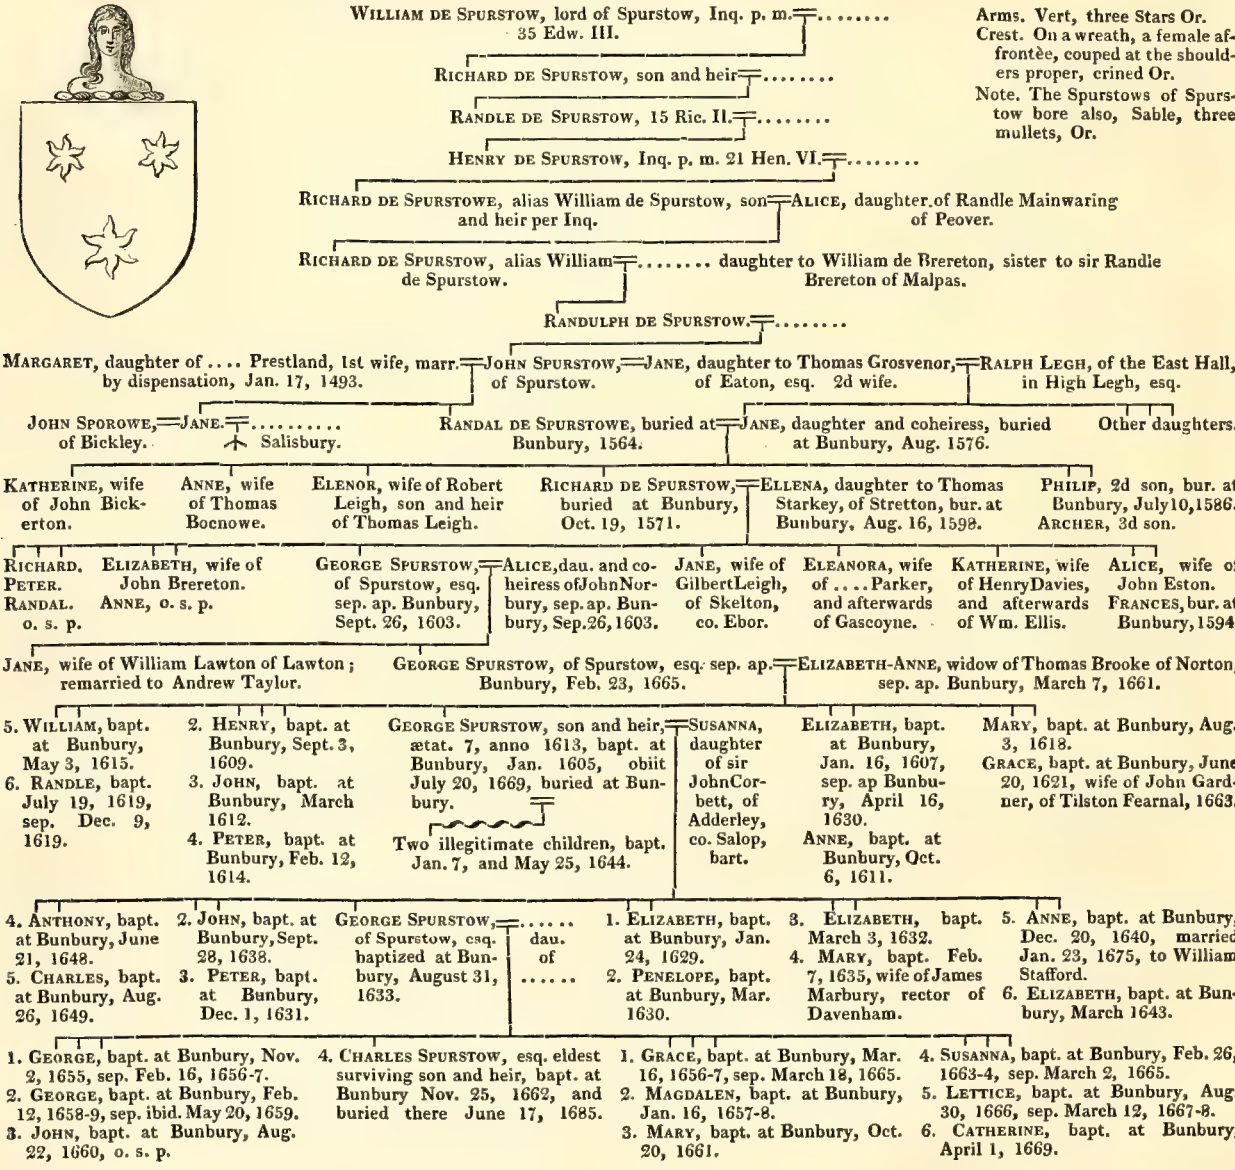 WILLIAM DE SPURSTOW, lord of Spurstow, Inq. p. m.........
35 Edw. III.
Arms. Vert, three Stars Or.
Crest. On a wreath, a female af-
frontèe, couped at the should-
ers proper, crined Or.
Note. The Spurstows of Spurs-
tow bore also, Sable, three
mullets, Or.
RICHARD DE SPURSTOW, son and heir........
RANDLE DE SPURSTOW, 15 Ric. II.........
HENRY DE SPURSTOW, Inq. p. m. 21 Hen. VI.........
RICHARD DE SPURSTOWE, alias William de Spurstow, son
and heir per Inq.
ALICE, daughter of Randle Mainwaring
of Peover.
RICHARD DE SPURSTOW, alias William
de Spurstow.
........ daughter to William de Brereton, sister to sir Randle
Brereton of Malpas.
RANDULPH DE SPURSTOW.........
MARGARET, daughter of .... Prestland, 1st wife, marr.
by dispensation, Jan. 17, 1493.
JOHN SPURSTOW,
of Spurstow.
JANE, daughter to Thomas Grosvenor,
of Eaton, esq. 2d wife.
RALPH LEGH, of the East Hall,
in High Legh, esq.
JOHN SPOROWE,
of Bickley.
JANE.
..........
Salisbury.
RANDAL DE SPURSTOWE, buried at
Bunbury, 1564.
JANE, daughter and coheiress, buried
at Bunbury, Aug. 1576.
Other daughters.
KATHERINE, wife
of John Bick-
erton.
ANNE, wife
of Thomas
Bocnowe.
ELENOR, wife of Robert
Leigh, son and heir
of Thomas Leigh.
RICHARD DE SPURSTOW,
buried at Bunbury,
Oct. 19, 1571.
ELLENA, daughter to Thomas
Starkey, of Stretton, bur. at
Bunbury, Aug. 16, 1598.
PHILIP, 2d son, bur. at
Bunbury, July 10, 1586.
ARCHER, 3d son.
RICHARD.
PETER.
RANDAL.
o. s. p.
ELIZABETH, wife of
John Brereton.
ANNE, o. s. p.
GEORGE SPURSTOW,
of Spurstow, esq.
sep. ap. Bunbury,
Sept. 26, 1603.
ALICE, dau. and co-
heiress of John Nor-
bury, sep. ap. Bun-
bury, Sep. 26, 1603.
JANE, wife of
Gilbert Leigh,
of Skelton,
co. Ebor.
ELEANORA, wife
of .... Parker,
and afterwards
of Gascoyne.
KATHERINE, wife
of Henry Davies,
and afterwards
of Wm. Ellis.
ALICE, wife of
John Eston.
FRANCES, bur. at
Bunbury, 1594
JANE, wife of William Lawton of Lawton;
remarried to Andrew Taylor.
GEORGE SPURSTOW, of Spurstow, esq. sep. ap.
Bunbury, Feb. 23, 1665.
ELIZABETH-ANNE, widow of Thomas Brooke of Norton,
sep. ap. Bunbury, March 7, 1661.
5. WILLIAM, bapt.
at Bunbury,
May 3, 1615.
6. RANDLE, bapt.
July 19, 1619,
sep. Dec. 9,
1619.
2. HENRY, bapt. at
Bunbury, Sept. 3,
1609.
3. JOHN, bapt. at
Bunbury, March
1612.
4. PETER, bapt. at
Bunbury, Feb. 12,
1614.
GEORGE SPURSTOW, son and heir,
ætat. 7, anno 1613, bapt. at
Bunbury, Jan. 1605, obiit
July 20, 1669, buried at Bun-
bury.
Two illegitimate children, bapt.
Jan. 7, and May 25, 1644.
SUSANNA,
daughter
of sir
John Cor-
bett, of
Adderley,
co. Salop,
bart.
ELIZABETH, bapt.
at Bunbury,
Jan. 16, 1607,
sep. ap Bunbu-
ry, April 16,
1630.
ANNE, bapt. at
Bunbury, Oct.
6, 1611.
MARY, bapt. at Bunbury, Aug.
3, 1618.
GRACE, bapt. at Bunbury, June
20, 1621, wife of John Gard-
ner, of Tilston Fearnal, 1663.
4. ANTHONY, bapt.
at Bunbury, June
21, 1648.
5. CHARLES, bapt.
at Bunbury, Aug.
26, 1649.
2. JOHN, bapt. at
Bunbury, Sept.
28, 1638.
3. PETER, bapt.
at Bunbury,
Dec. 1, 1631.
GEORGE SPURSTOW,
of Spurstow, esq.
baptized at Bun-
bury, August 31,
1633.
......
dau.
of
......
1. ELIZABETH, bapt.
at Bunbury, Jan.
24, 1629.
2. PENELOPE, bapt.
at Bunbury, Mar.
1630.
3. ELIZABETH, bapt.
March 3, 1632.
4. MARY, bapt. Feb.
7, 1635, wife of James
Marbury, rector of
Davenham.
5. ANNE, bapt. at Bunbury,
Dec. 20, 1640, married
Jan. 23, 1675, to William
Stafford.
6. ELIZABETH, bapt. at Bun-
bury, March 1643.
1. GEORGE, bapt. at Bunbury, Nov.
2, 1655, sep. Feb. 16, 1656-7.
2. GEORGE, bapt. at Bunbury, Feb.
12, 1658-9, sep. ibid. May 20, 1659.
3. JOHN, bapt. at Bunbury, Aug.
22, 1660, o. s. p.
4. CHARLES SPURSTOW, esq. eldest
surviving son and heir, bapt. at
Bunbury Nov. 25, 1662, and
buried there June 17, 1685.
1. GRACE, bapt. at Bunbury, Mar.
16, 1656-7, sep. March 18, 1665.
2. MAGDALEN, bapt. at Bunbury,
Jan. 16, 1657-8.
3. MARY, bapt. at Bunbury, Oct.
20, 1661.
4. SUSANNA, bapt. at Bunbury, Feb. 26,
1663-4, sep. March 2, 1665.
5. LETTICE, bapt. at Bunbury, Aug.
30, 1666, sep. March 12, 1667-8.
6. CATHERINE, bapt. at Bunbury
April 1, 1669.